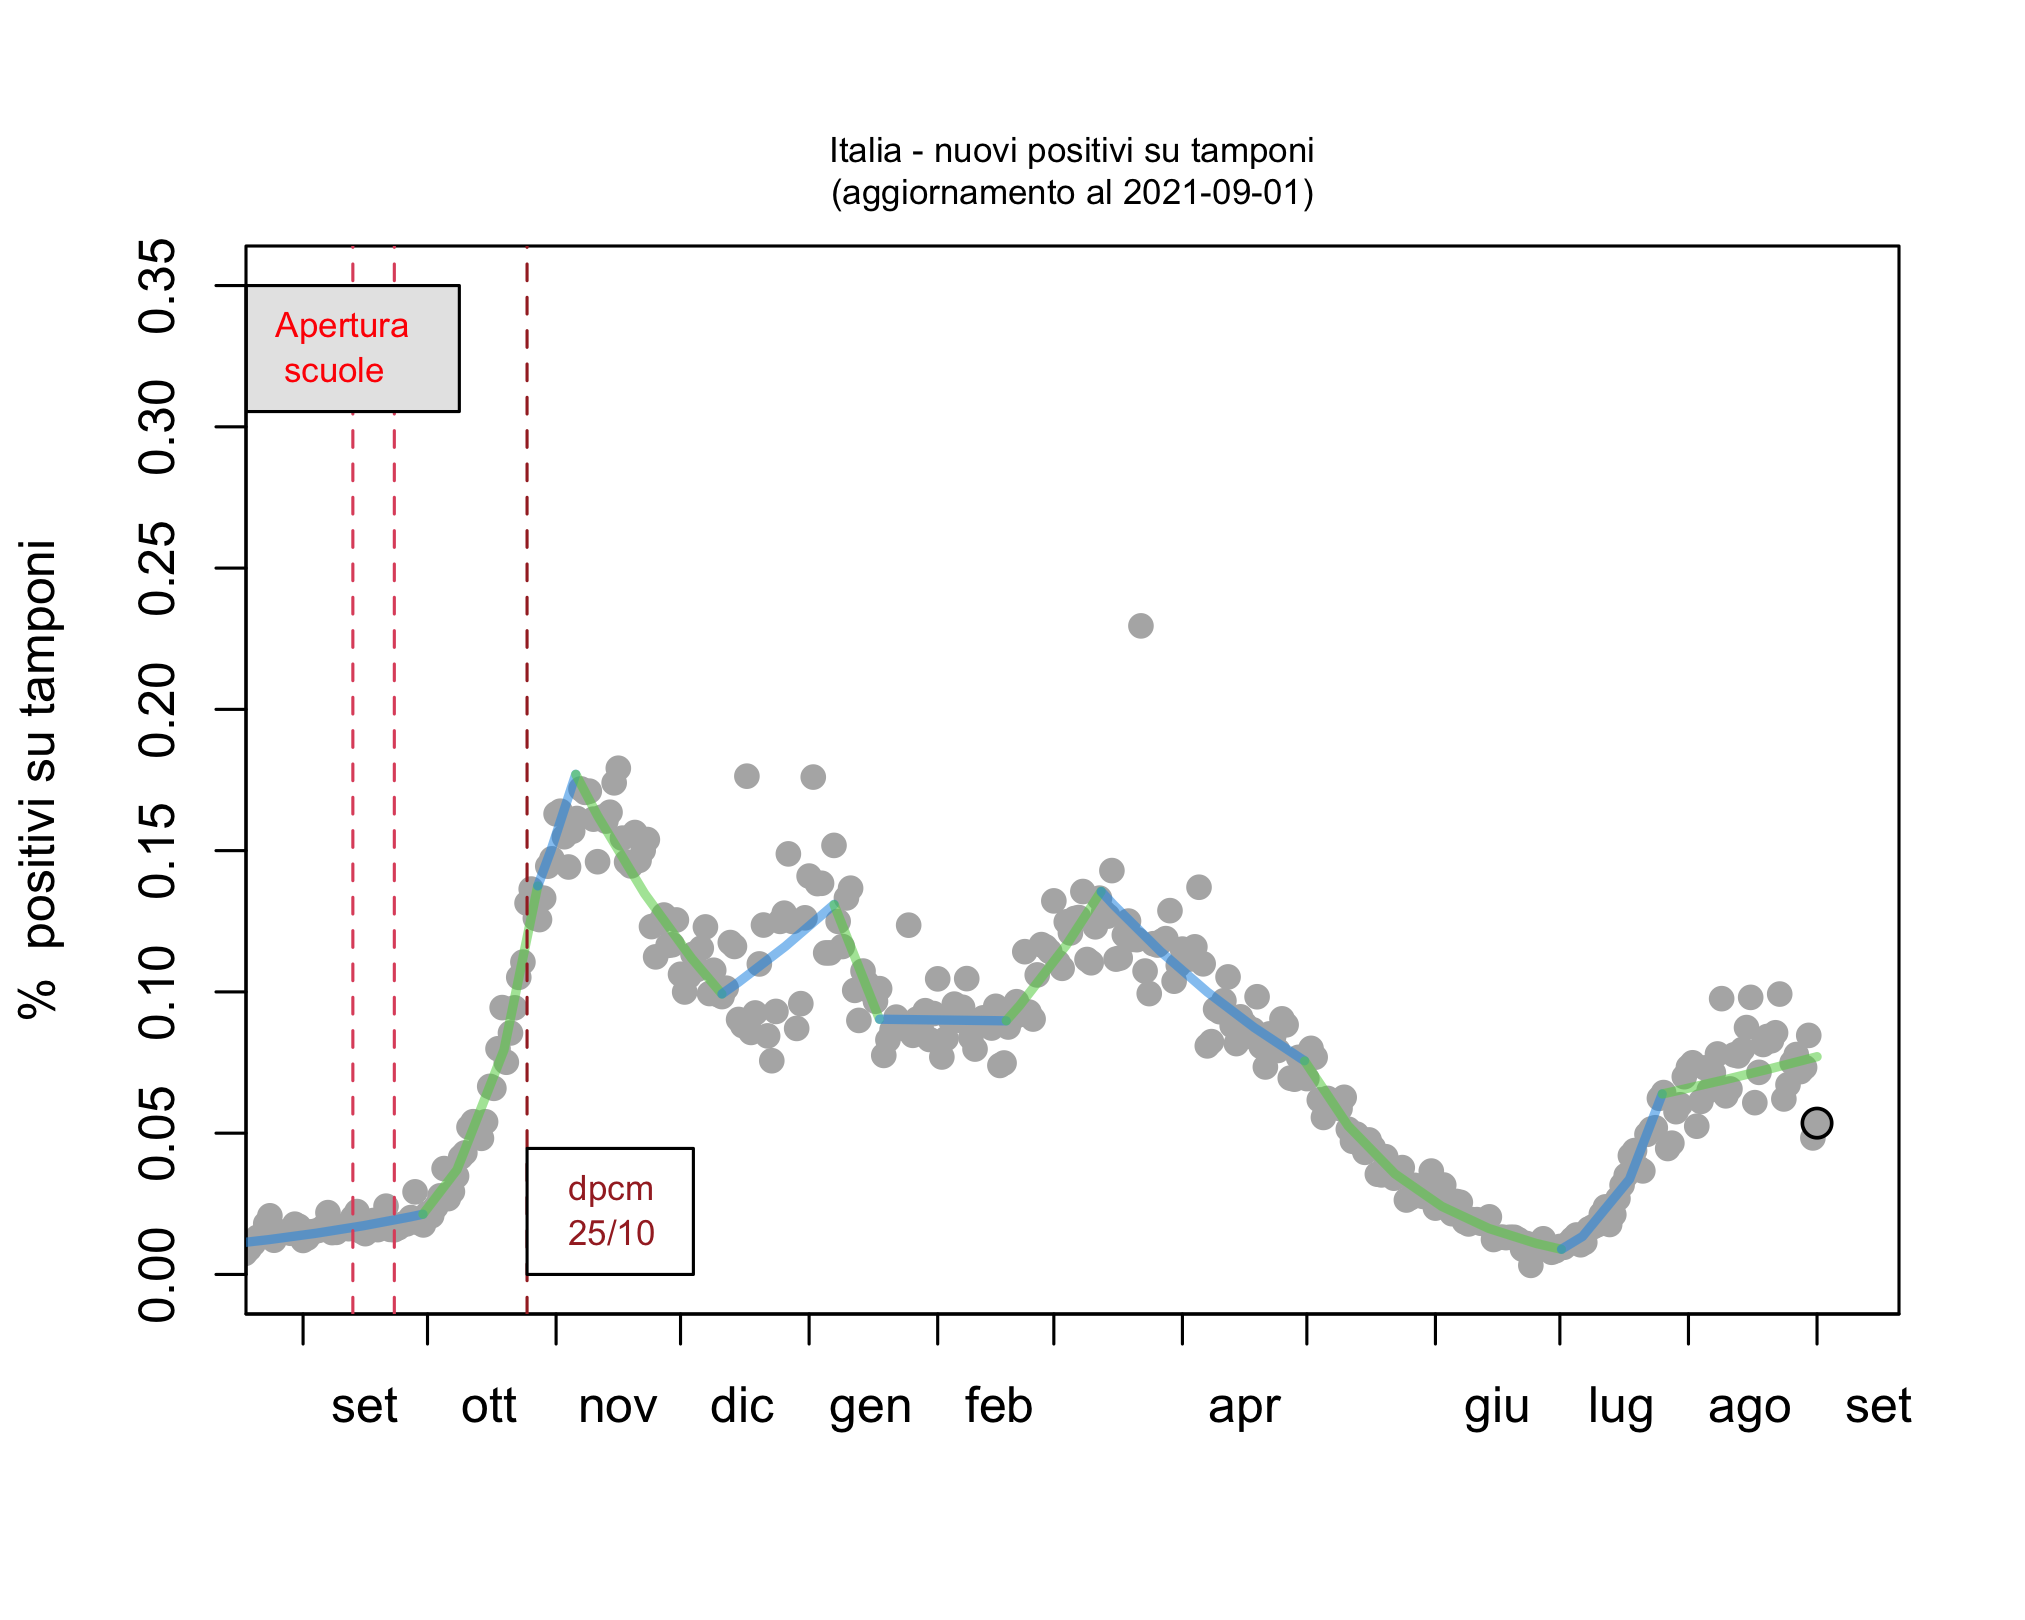 Italia - nuovi positivi su tamponi
(aggiornamento al 2021-09-01)
% positivi su tamponi
0.35
0.30
0.25
0.20
0.15
0.10
0.05
0.00
Apertura
scuole
dpcm
25/10
set ott nov dic gen feb apr giu lug ago set